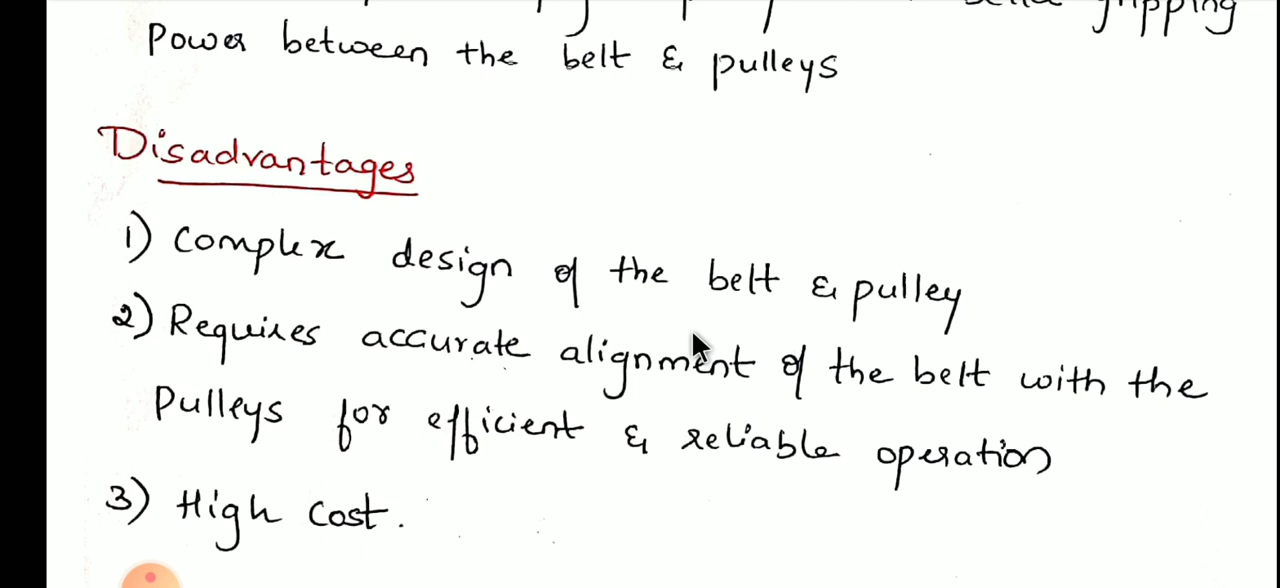 gripping
Power between the belt & pulleys
Disadvantages
1) Complex design of the belt & pulley
2) Requires accurate alignment of the belt with the
Pulleys for efficient & reliable operation
3) High Cost.